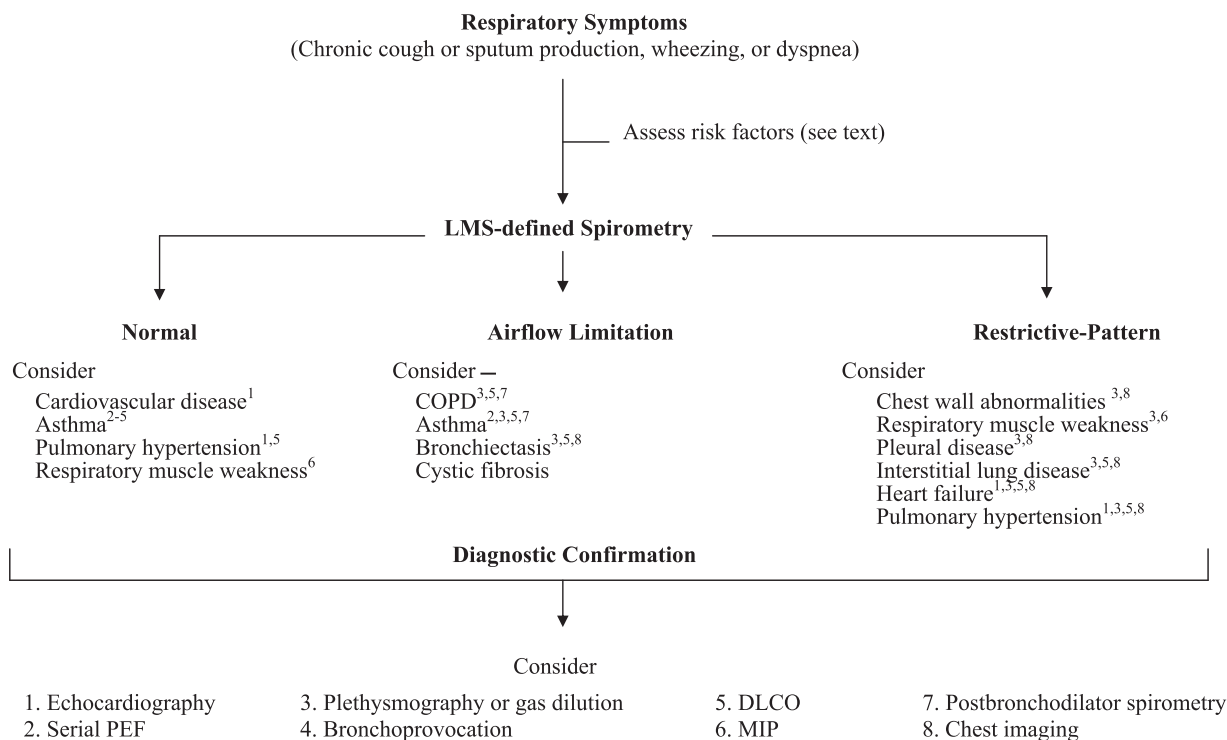 Respiratory Symptoms
(Chronic cough or sputum production, wheezing, or dyspnea)
Assess risk factors (see text)
LMS-defined Spirometry
Normal
Consider
Cardiovascular disease1
Asthma2-5
Pulmonary hypertension1,5
Respiratory muscle weakness6
Airflow Limitation
Consider –
COPD3,5,7
Asthma2,3,5,7
Bronchiectasis3,5,8
Cystic fibrosis
Restrictive-Pattern
Consider
Chest wall abnormalities 3,8
Respiratory muscle weakness3,6
Pleural disease3,8
Interstitial lung disease3,5,8
Heart failure1,3,5,8
Pulmonary hypertension1,3,5,8
Diagnostic Confirmation
Consider
1. Echocardiography
2. Serial PEF
3. Plethysmography or gas dilution
4. Bronchoprovocation
5. DLCO
6. MIP
7. Postbronchodilator spirometry
8. Chest imaging